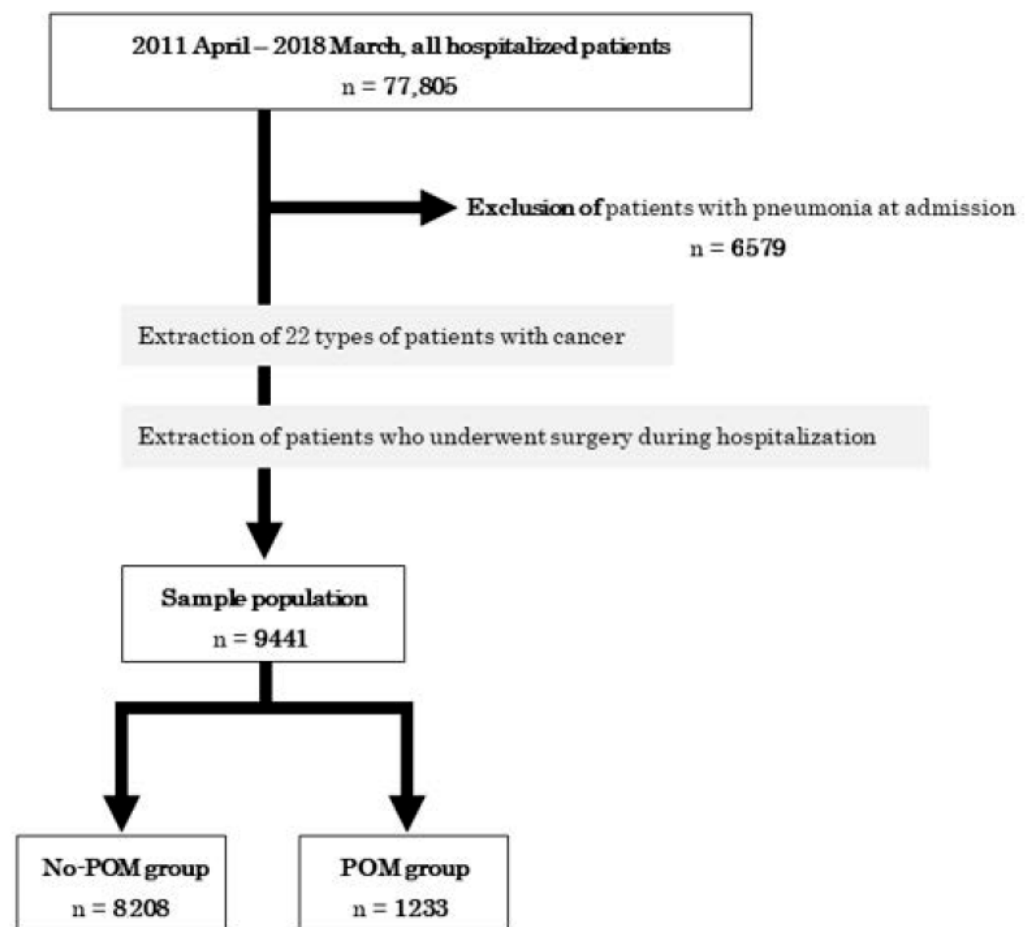 2011 April – 2018 March, all hospitalized patients
n = 77,805
Exclusion of patients with pneumonia at admission
n = 6579
Extraction of 22 types of patients with cancer
Extraction of patients who underwent surgery during hospitalization
Sample population
n = 9441
No-POM group
n = 8208
POM group
n = 1233